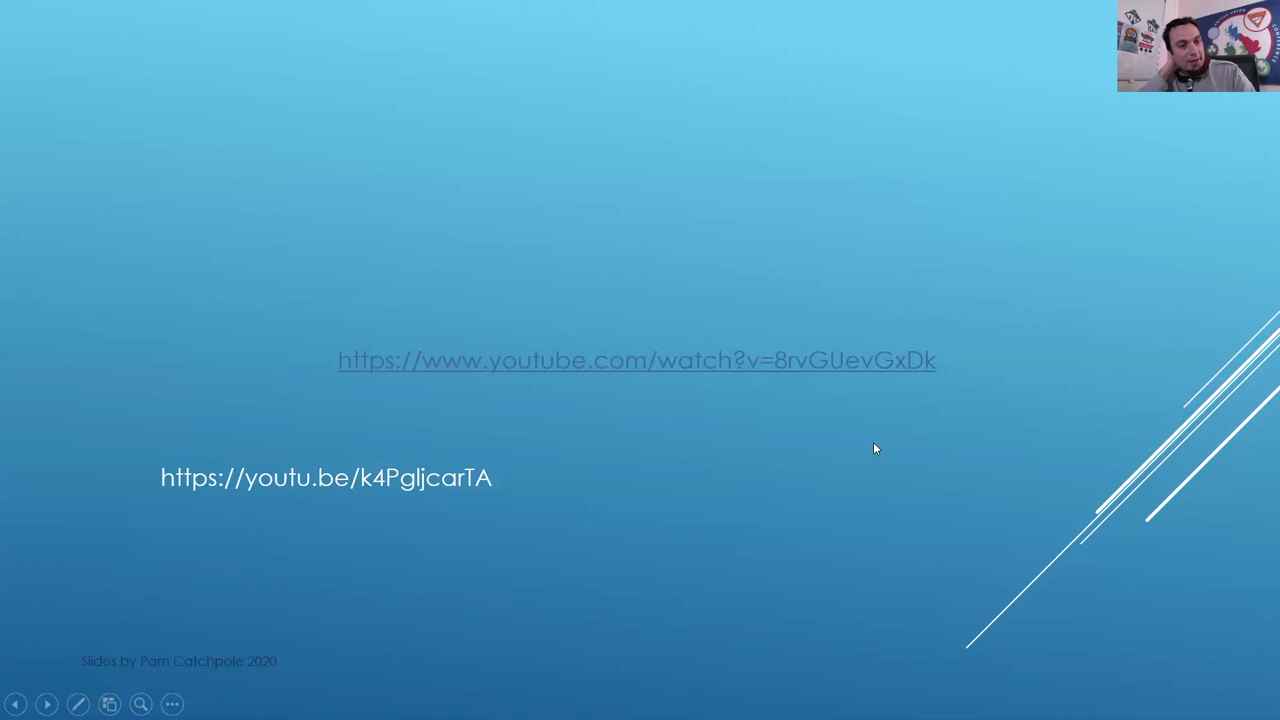 https://www.youtube.com/watch?v=8rvGUevGxDk
https://youtu.be/k4PgljcarTA
Slides by Pam Catchpole 2020